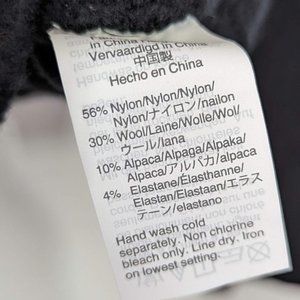 in China
Vervaardigd in China
中国製
Hecho en China
56% Nylon/Nylon/Nylon/
Nylon/ナイロン/nailon
30% Wool/Laine/Wolle/Wol/
ウール/lana
10% Alpaca/Alpaga/Alpaka/
Alpaca/アルパカ/alpaca
4% Elastane/Élasthanne/
Elastan/Elastaan/エラス
テーン/elastano
Hand wash cold
separately. Non chlorine
bleach only. Line dry. Iron
on lowest setting.